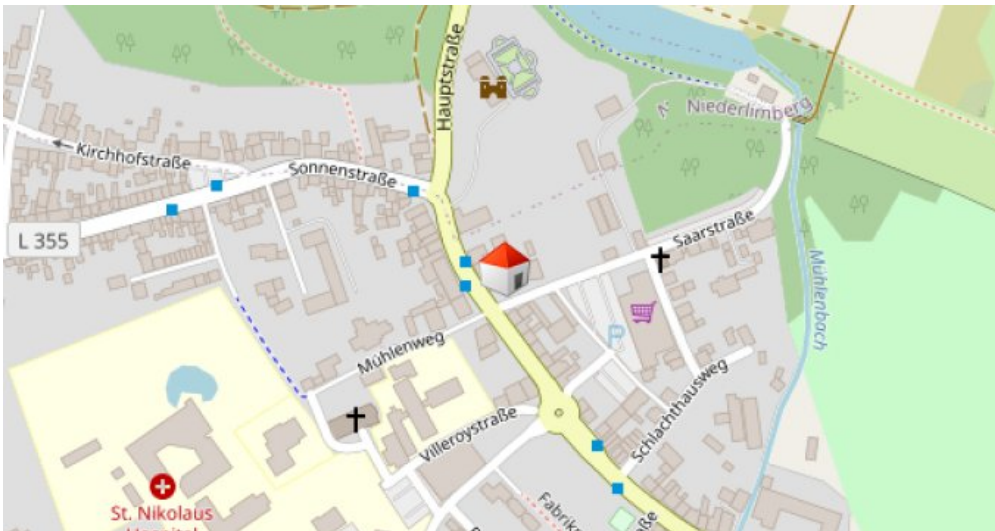 Hauptstraße
Niederlimberg
Kirchhofstraße
Sonnenstraße
L 355
Saarstraße
Mühlenbach
Mühlenweg
Schlachthausweg
Villeroystraße
St. Nikolaus